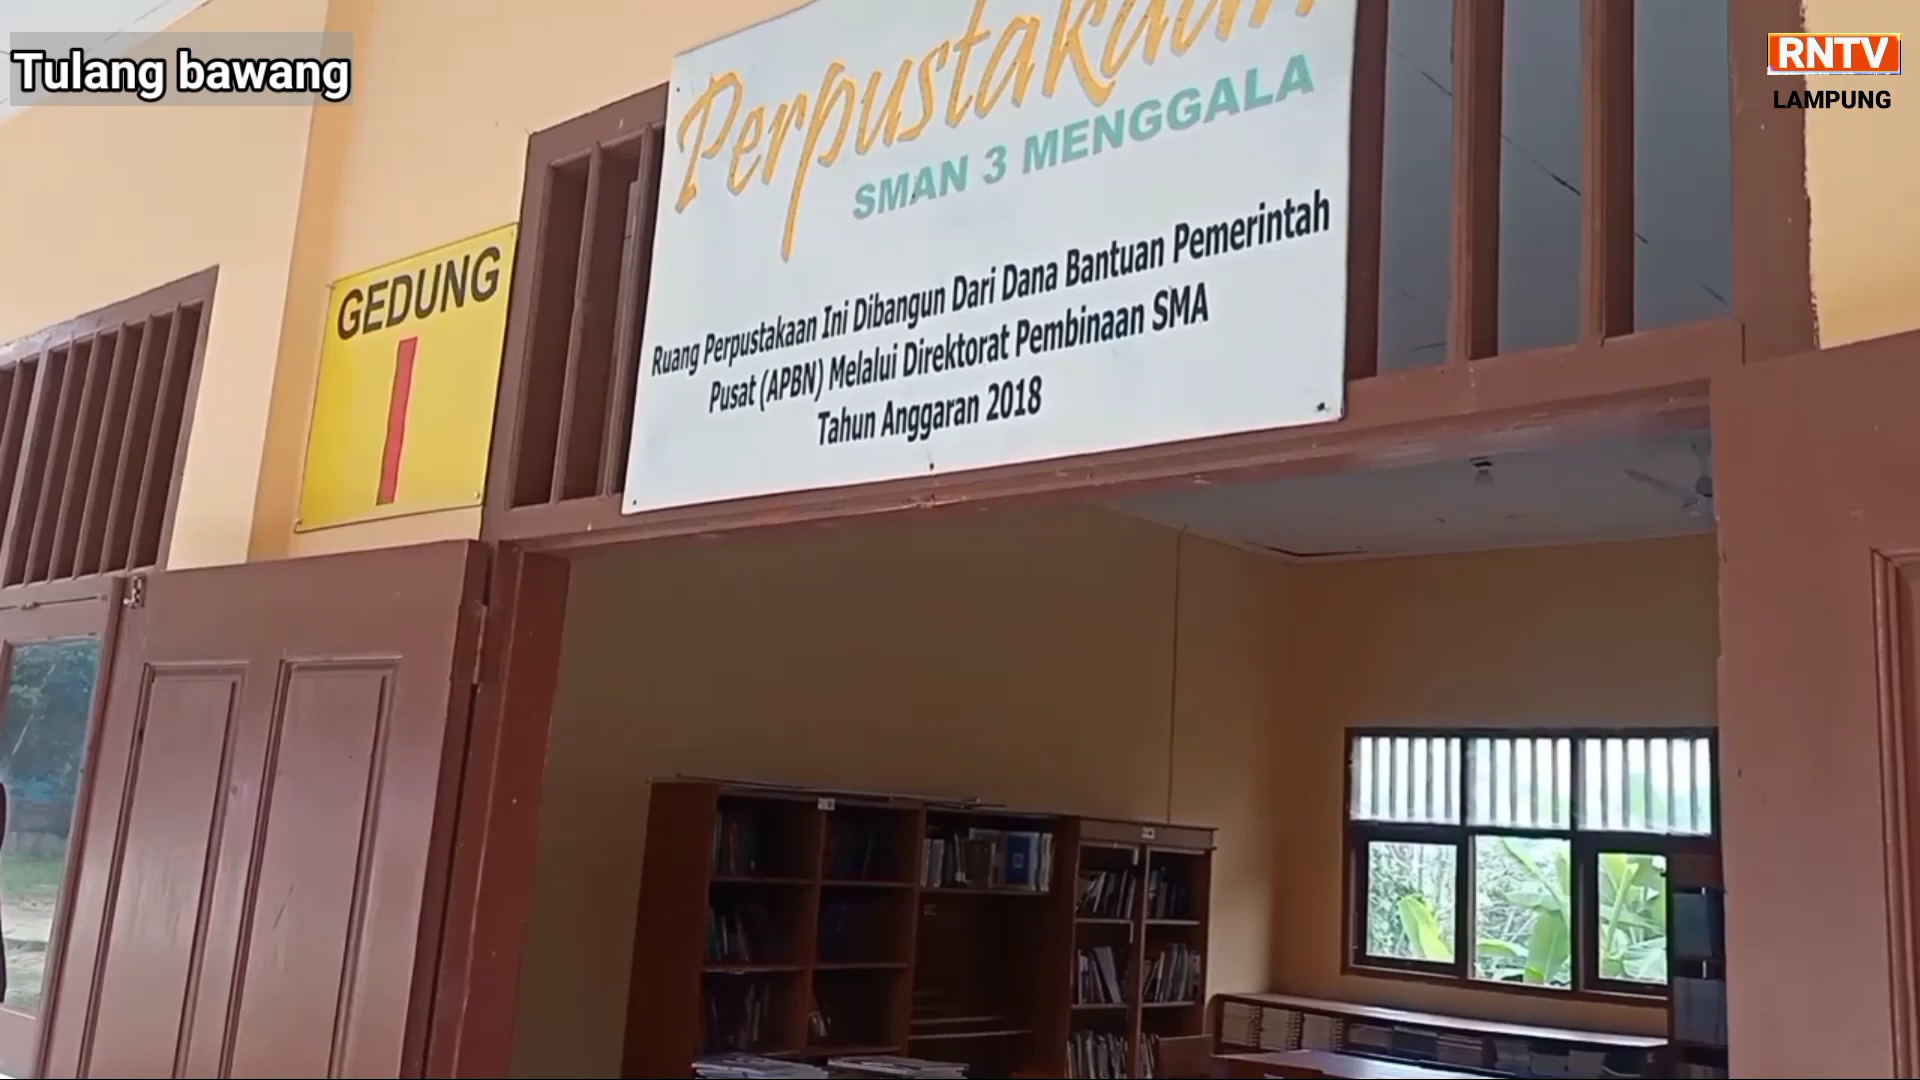 Tulang bawang
RNTV
LAMPUNG
Perpustakaan
SMAN 3 MENGGALA
GEDUNG
I
Ruang Perpustakaan Ini Dibangun Dari Dana Bantuan Pemerintah
Pusat (APBN) Melalui Direktorat Pembinaan SMA
Tahun Anggaran 2018